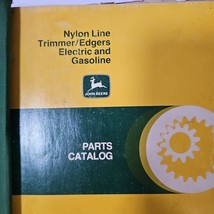 Nylon Line
Trimmer/Edgers
Electric and
Gasoline
JOHN DEERE
PARTS
CATALOG